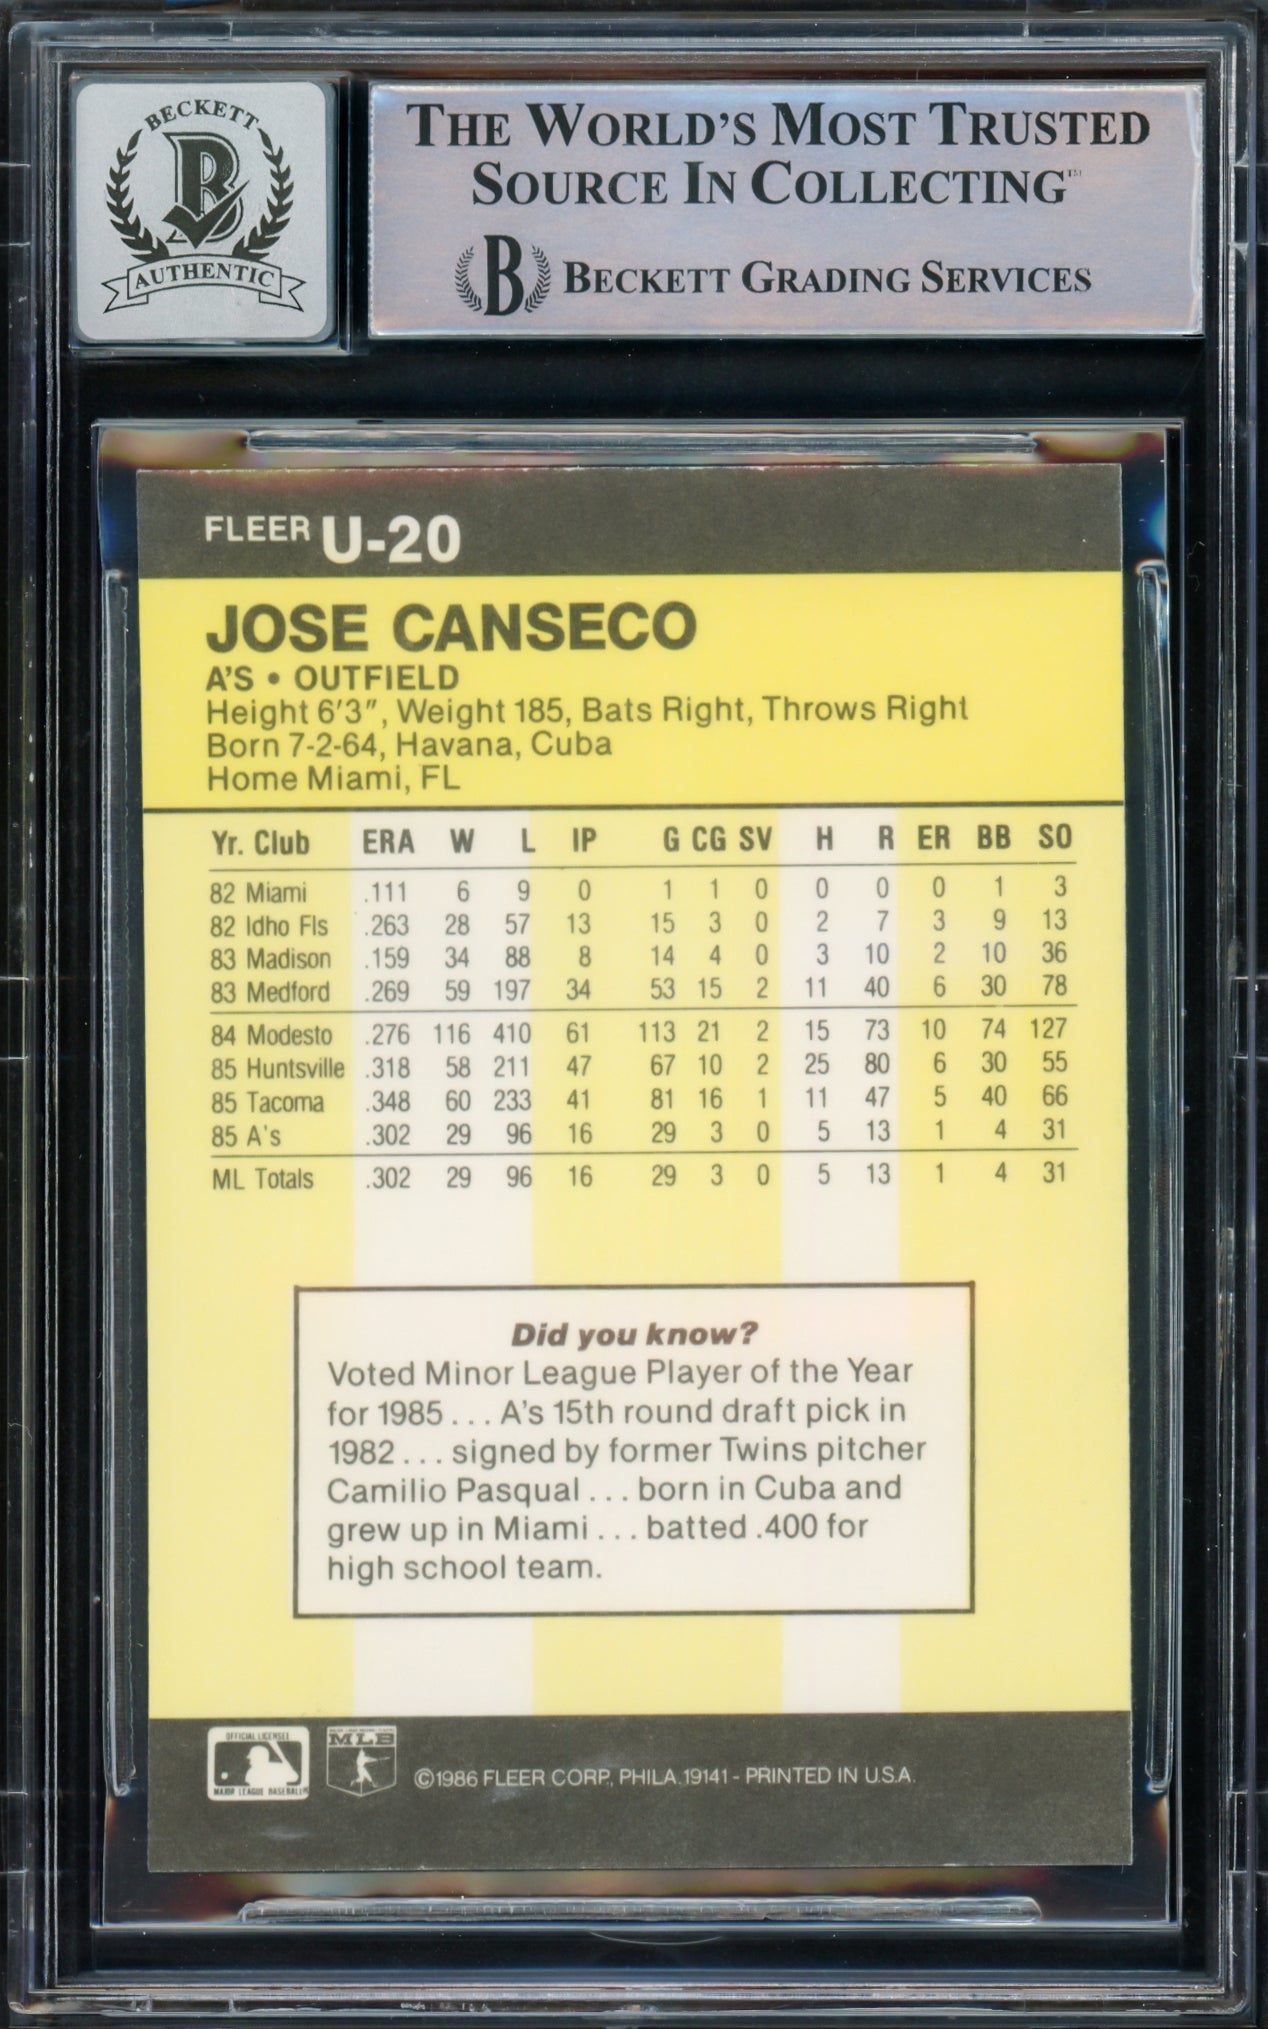 BECKETT
B
AUTHENTIC
THE WORLD'S MOST TRUSTED
SOURCE IN COLLECTING™
B BECKETT GRADING SERVICES
FLEER U-20
JOSE CANSECO
A'S • OUTFIELD
Height 6'3", Weight 185, Bats Right, Throws Right
Born 7-2-64, Havana, Cuba
Home Miami, FL
Yr. Club ERA W L IP G CG SV H R ER BB SO
82 Miami .111 6 9 0 1 1 0 0 0 0 1 3
82 Idho Fls .263 28 57 13 15 3 0 2 7 3 9 13
83 Madison .159 34 88 8 14 4 0 3 10 2 10 36
83 Medford .269 59 197 34 53 15 2 11 40 6 30 78
84 Modesto .276 116 410 61 113 21 2 15 73 10 74 127
85 Huntsville .318 58 211 47 67 10 2 25 80 6 30 55
85 Tacoma .348 60 233 41 81 16 1 11 47 5 40 66
85 A's .302 29 96 16 29 3 0 5 13 1 4 31
ML Totals .302 29 96 16 29 3 0 5 13 1 4 31
Did you know?
Voted Minor League Player of the Year
for 1985 . . . A's 15th round draft pick in
1982 . . . signed by former Twins pitcher
Camilio Pasqual . . . born in Cuba and
grew up in Miami . . . batted .400 for
high school team.
OFFICIAL LICENSEE
MAJOR LEAGUE BASEBALL
MLB
©1986 FLEER CORP., PHILA. 19141 - PRINTED IN U.S.A.